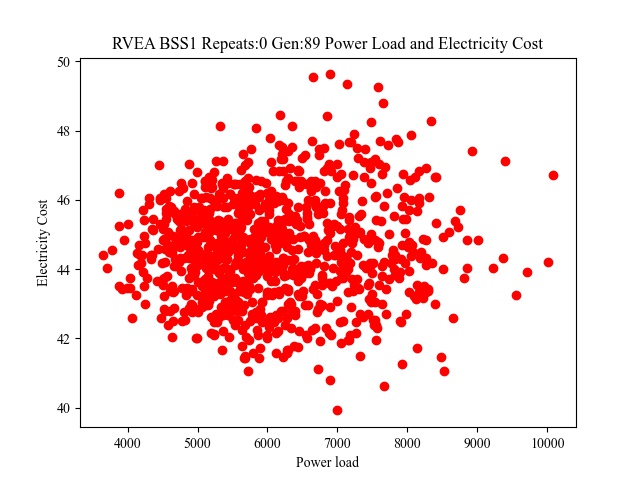 RVEA BSS1 Repeats:0 Gen:89 Power Load and Electricity Cost
50
48
46
44
42
40
Electricity Cost
4000 5000 6000 7000 8000 9000 10000
Power load